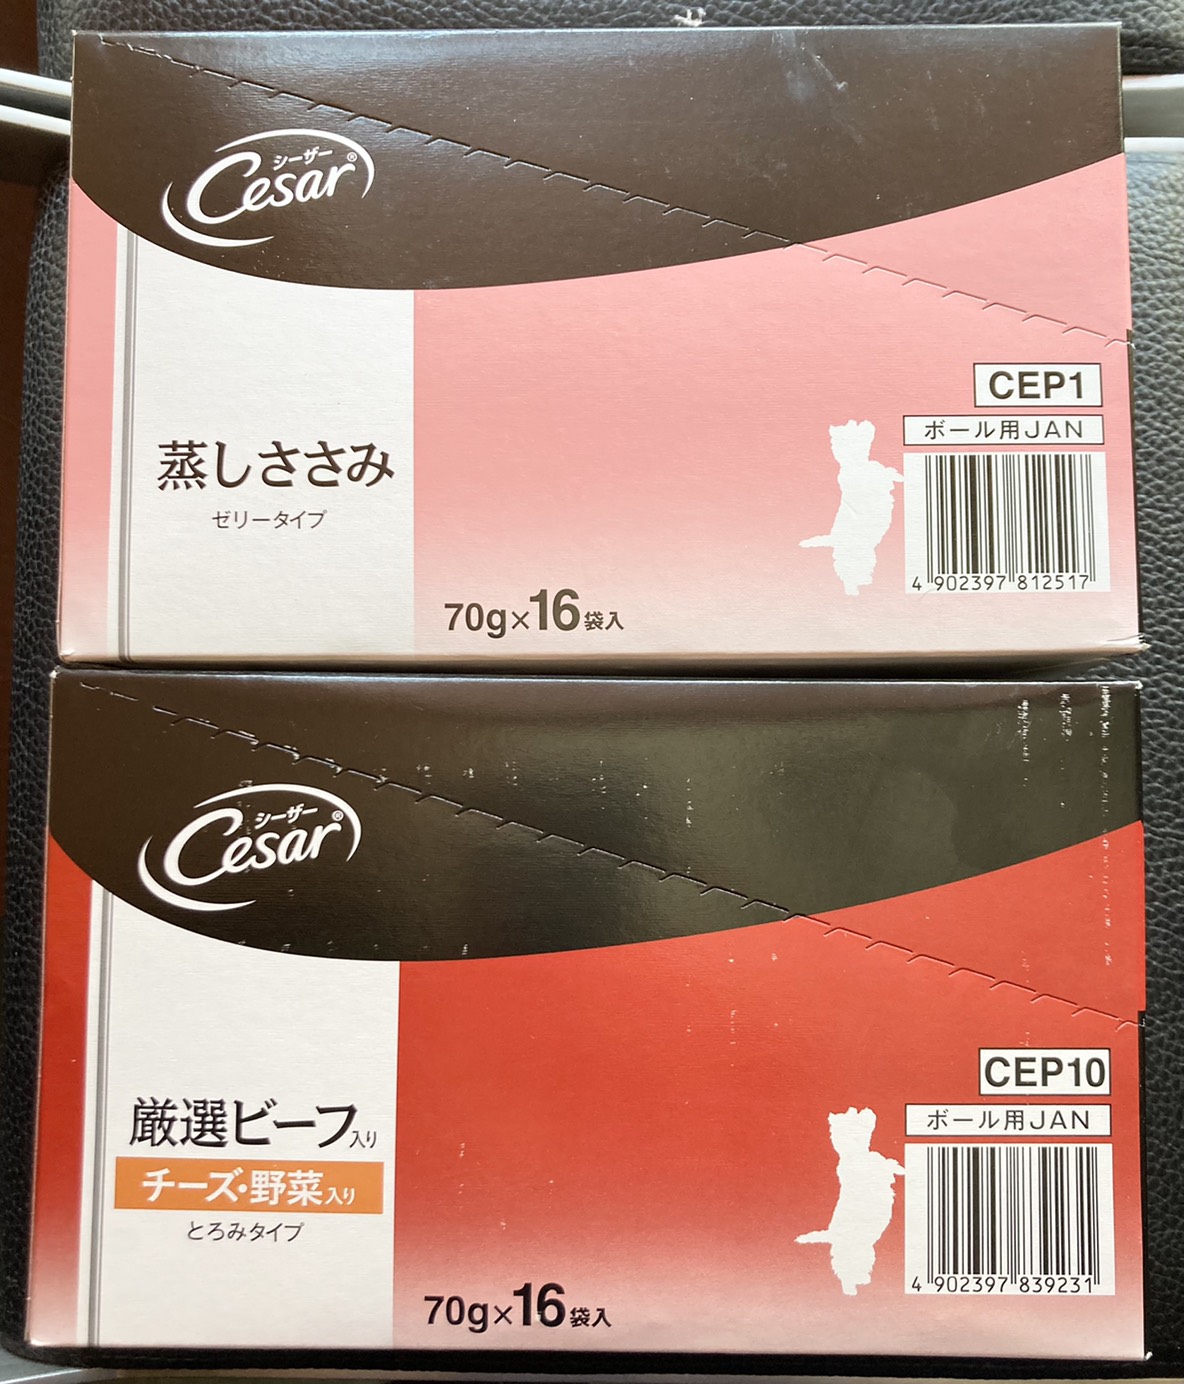 シーザー
Cesar®
CEP1
ボール用JAN
蒸しささみ
ゼリータイプ
4 902397 812517
70g×16袋入
シーザー
Cesar®
CEP10
ボール用JAN
厳選ビーフ入り
チーズ・野菜入り
とろみタイプ
4 902397 839231
70g×16袋入